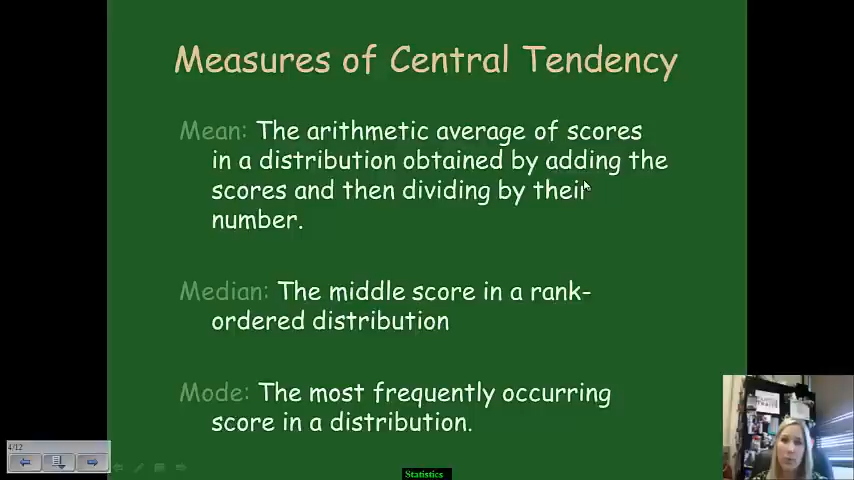 Measures of Central Tendency
Mean: The arithmetic average of scores
in a distribution obtained by adding the
scores and then dividing by their
number.
Median: The middle score in a rank-
ordered distribution
Mode: The most frequently occurring
score in a distribution.
4/12
Statistics